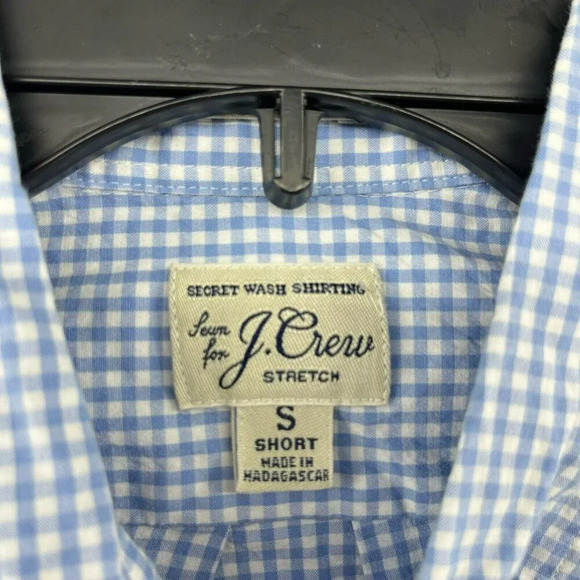 SECRET WASH SHIRTING
Sewn for J.Crew
STRETCH
S
SHORT
MADE IN
MADAGASCAR